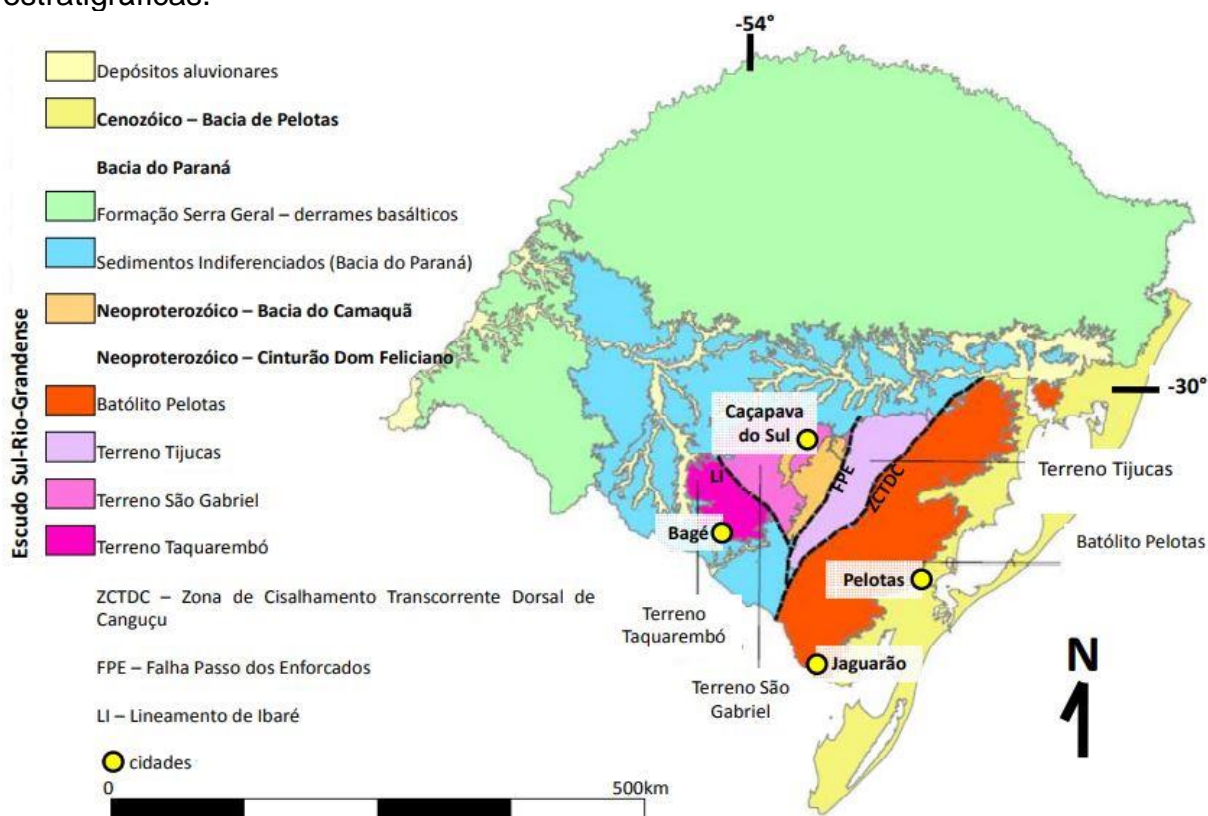 estratigráficas.
Depósitos aluvionares
Cenozóico – Bacia de Pelotas
Bacia do Paraná
Formação Serra Geral – derrames basálticos
Sedimentos Indiferenciados (Bacia do Paraná)
Neoproterozóico – Bacia do Camaquã
Neoproterozóico – Cinturão Dom Feliciano
Batólito Pelotas
Terreno Tijucas
Terreno São Gabriel
Terreno Taquarembó
Escudo Sul-Rio-Grandense
ZCTDC – Zona de Cisalhamento Transcorrente Dorsal de
Canguçu
FPE – Falha Passo dos Enforcados
LI – Lineamento de Ibaré
cidades
0
500km
-54°
-30°
Caçapava
do Sul
LI
FPE
ZCTDC
Terreno Tijucas
Bagé
Batólito Pelotas
Pelotas
Terreno
Taquarembó
Jaguarão
Terreno São
Gabriel
N